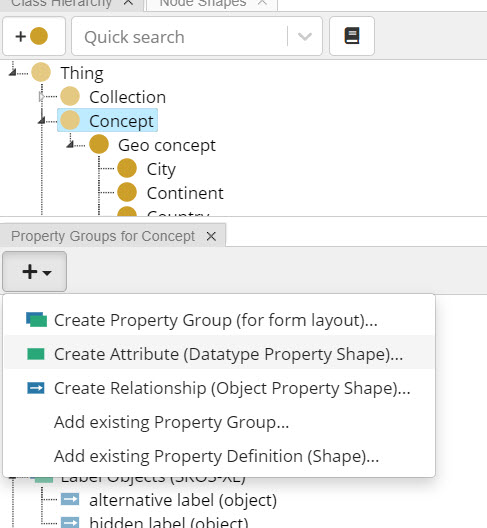 Class Hierarchy × Node Shapes ×
+ Quick search
Thing
Collection
Concept
Geo concept
City
Continent
Country
Property Groups for Concept ×
+
Create Property Group (for form layout)...
Create Attribute (Datatype Property Shape)...
Create Relationship (Object Property Shape)...
Add existing Property Group...
Add existing Property Definition (Shape)...
Label Objects (SKOS-XL)
alternative label (object)
hidden label (object)